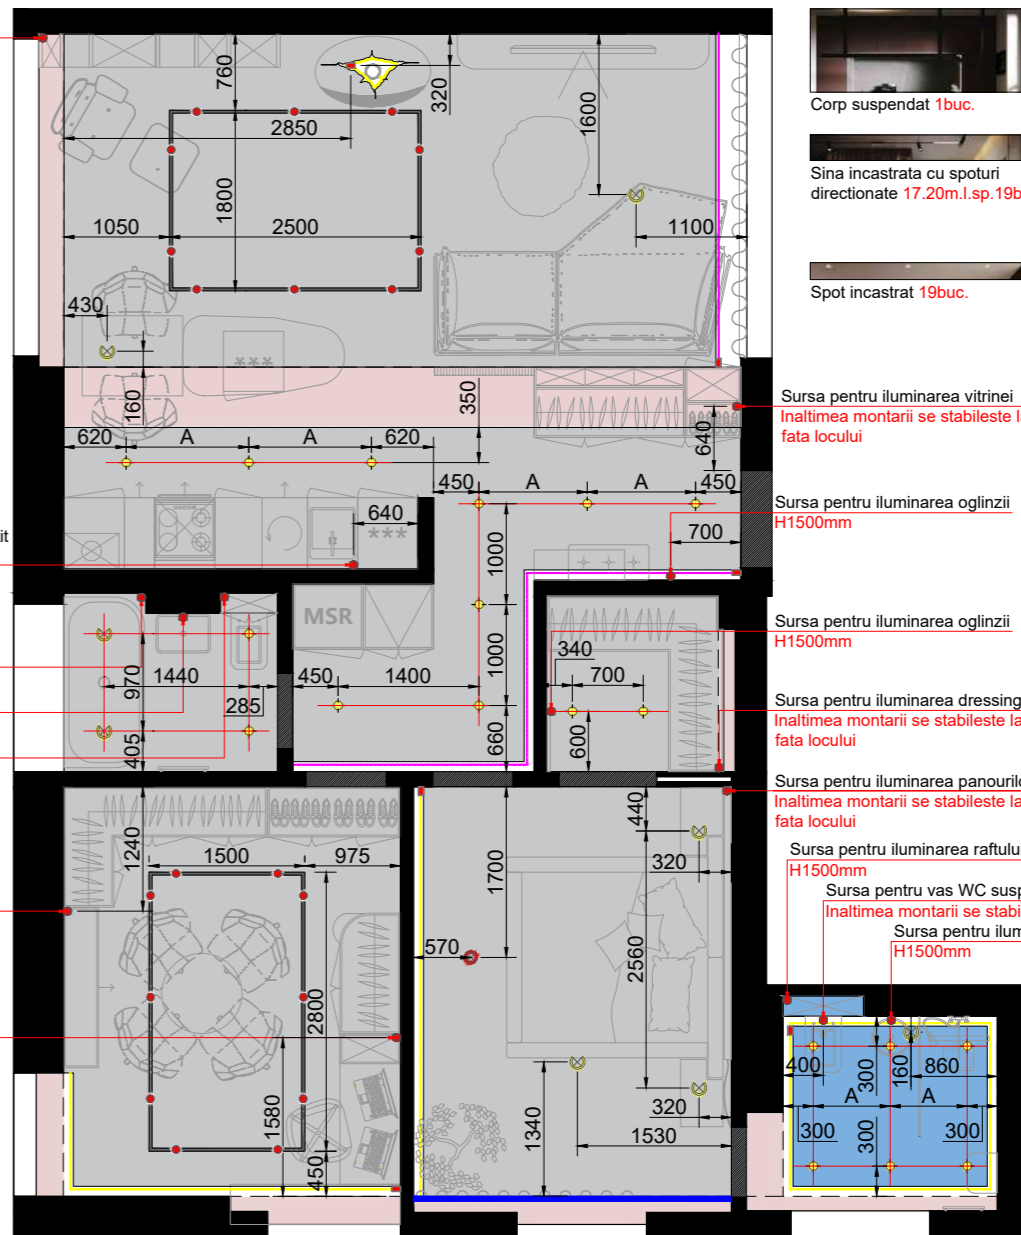 Corp suspendat 1buc.
Sina incastrata cu spoturi
directionate 17.20m.l.sp.19b
Spot incastrat 19buc.
Sursa pentru iluminarea vitrinei
Inaltimea montarii se stabileste l
fata locului
Sursa pentru iluminarea oglinzii
H1500mm
Sursa pentru iluminarea oglinzii
H1500mm
Sursa pentru iluminarea dressing
Inaltimea montarii se stabileste la
fata locului
Sursa pentru iluminarea panourilo
Inaltimea montarii se stabileste la
fata locului
Sursa pentru iluminarea raftulu
H1500mm
Sursa pentru vas WC susp
Inaltimea montarii se stabi
Sursa pentru ilum
H1500mm
it
760
320
2850
1600
1800
1050
2500
1100
430
***
160
350
640
620
A
A
620
450
A
A
450
640
***
700
1000
MSR
1000
340
700
970
1440
450
1400
285
405
660
600
1240
1500
975
1700
440
320
570
2560
2800
1580
450
1340
320
1530
400
300
160
860
A
A
300
300
300